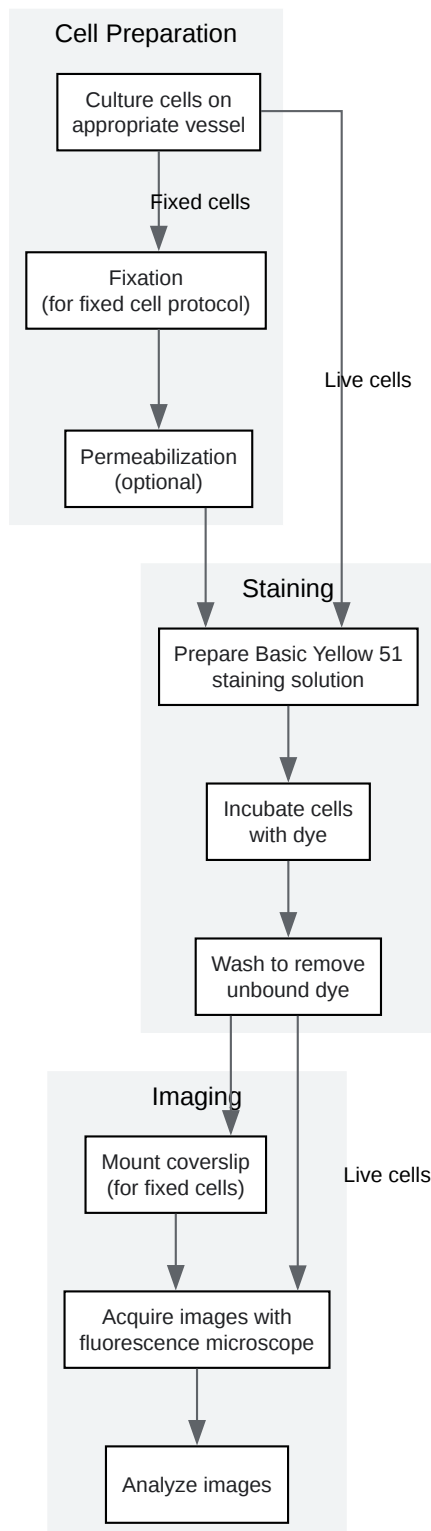 Cell Preparation
Culture cells on
appropriate vessel
Fixed cells
Fixation
(for fixed cell protocol)
Live cells
Permeabilization
(optional)
Staining
Prepare Basic Yellow 51
staining solution
Incubate cells
with dye
Wash to remove
unbound dye
Imaging
Mount coverslip
(for fixed cells)
Live cells
Acquire images with
fluorescence microscope
Analyze images